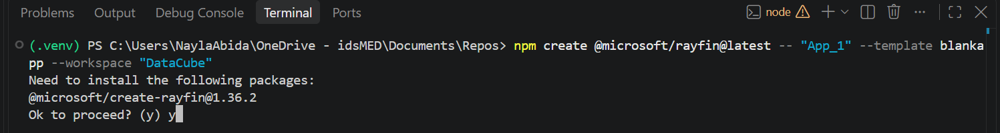 Problems Output Debug Console Terminal Ports node
(.venv) PS C:\Users\NaylaAbida\OneDrive - idsMED\Documents\Repos> npm create @microsoft/rayfin@latest -- "App_1" --template blanka
pp --workspace "DataCube"
Need to install the following packages:
@microsoft/create-rayfin@1.36.2
Ok to proceed? (y) y